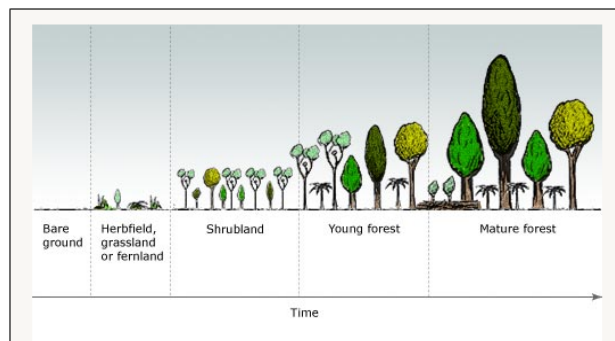 Bare
ground
Herbfield,
grassland
or fernland
Shrubland
Young forest
Mature forest
Time